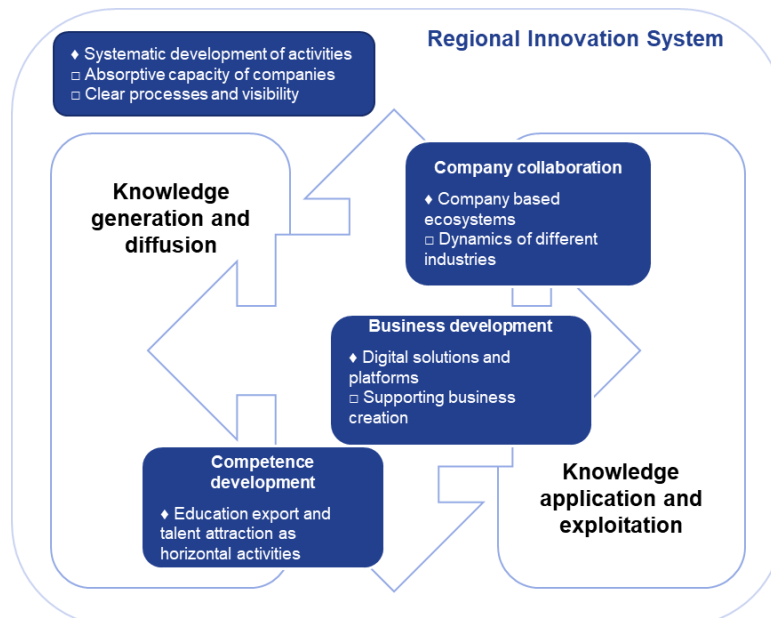 Regional Innovation System
♦ Systematic development of activities
□ Absorptive capacity of companies
□ Clear processes and visibility
Knowledge
generation and
diffusion
Company collaboration
♦ Company based
ecosystems
□ Dynamics of different
industries
Business development
♦ Digital solutions and
platforms
□ Supporting business
creation
Competence
development
♦ Education export and
talent attraction as
horizontal activities
Knowledge
application and
exploitation